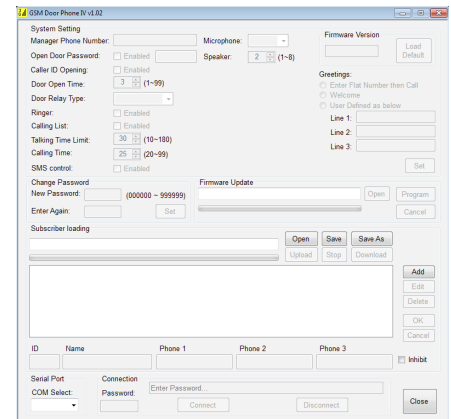 GSM Door Phone IV v1.02
System Setting
Manager Phone Number:
Microphone:
Firmware Version
Open Door Password:
Enabled
Speaker:
2
(1~8)
Load Default
Caller ID Opening:
Enabled
Door Open Time:
3
(1~99)
Greetings:
Enter Flat Number then Call
Door Relay Type:
Welcome
User Defined as below
Ringer:
Enabled
Line 1:
Calling List:
Enabled
Line 2:
Talking Time Limit:
30
(10~180)
Line 3:
Calling Time:
25
(20~99)
SMS control:
Enabled
Set
Change Password
New Password:
(000000 ~ 999999)
Enter Again:
Set
Firmware Update
Open
Program
Cancel
Subscriber loading
Open
Save
Save As
Upload
Stop
Download
Add
Edit
Delete
OK
Cancel
ID
Name
Phone 1
Phone 2
Phone 3
Inhibit
Serial Port
COM Select:
Connection
Password:
Enter Password...
Connect
Disconnect
Close